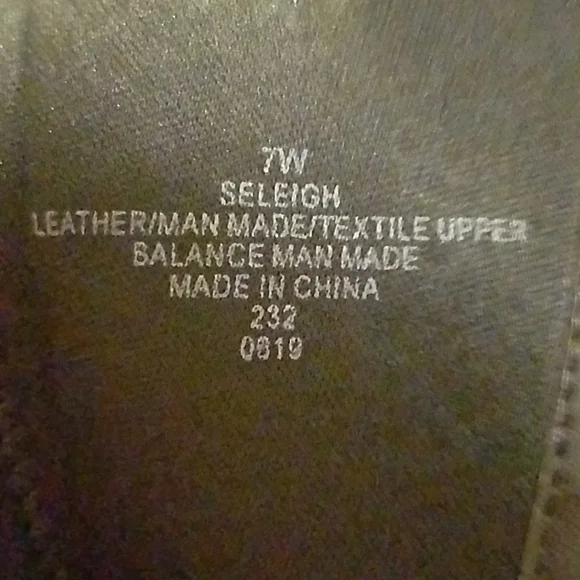 7W
SELEIGH
LEATHER/MAN MADE/TEXTILE UPPER
BALANCE MAN MADE
MADE IN CHINA
232
0819